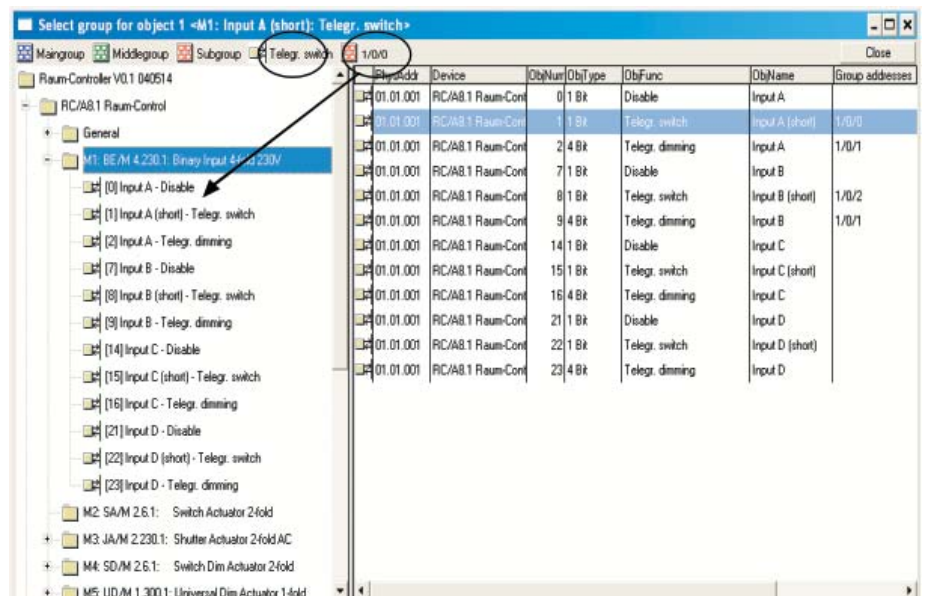 Select group for object 1 <M1: Input A (short): Telegr. switch>
Maingroup Middlegroup Subgroup Telegr. switch 1/0/0 Close
Raum-Controller V0.1 040514
RC/A8.1 Raum-Control
General
M1: BE/M 4.230.1: Binary Input 4-fold 230V
[0] Input A - Disable
[1] Input A (short) - Telegr. switch
[2] Input A - Telegr. dimming
[7] Input B - Disable
[8] Input B (short) - Telegr. switch
[9] Input B - Telegr. dimming
[14] Input C - Disable
[15] Input C (short) - Telegr. switch
[16] Input C - Telegr. dimming
[21] Input D - Disable
[22] Input D (short) - Telegr. switch
[23] Input D - Telegr. dimming
M2: SA/M 2.6.1: Switch Actuator 2-fold
M3: JA/M 2.230.1: Shutter Actuator 2-fold AC
M4: SD/M 2.6.1: Switch Dim Actuator 2-fold
M5: UD/M 1.300.1: Universal Dim Actuator 1-fold
PhysAddr Device ObjNum ObjType ObjFunc ObjName Group addresses
01.01.001 RC/A8.1 Raum-Cont 0 1 Bit Disable Input A
01.01.001 RC/A8.1 Raum-Cont 1 1 Bit Telegr. switch Input A (short) 1/0/0
01.01.001 RC/A8.1 Raum-Cont 2 4 Bit Telegr. dimming Input A 1/0/1
01.01.001 RC/A8.1 Raum-Cont 7 1 Bit Disable Input B
01.01.001 RC/A8.1 Raum-Cont 8 1 Bit Telegr. switch Input B (short) 1/0/2
01.01.001 RC/A8.1 Raum-Cont 9 4 Bit Telegr. dimming Input B 1/0/1
01.01.001 RC/A8.1 Raum-Cont 14 1 Bit Disable Input C
01.01.001 RC/A8.1 Raum-Cont 15 1 Bit Telegr. switch Input C (short)
01.01.001 RC/A8.1 Raum-Cont 16 4 Bit Telegr. dimming Input C
01.01.001 RC/A8.1 Raum-Cont 21 1 Bit Disable Input D
01.01.001 RC/A8.1 Raum-Cont 22 1 Bit Telegr. switch Input D (short)
01.01.001 RC/A8.1 Raum-Cont 23 4 Bit Telegr. dimming Input D